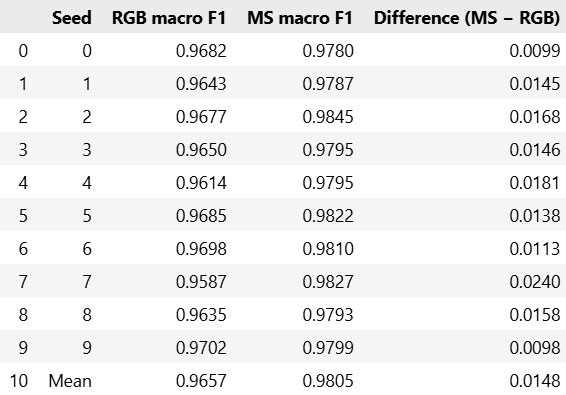 Seed RGB macro F1 MS macro F1 Difference (MS − RGB)
0 0 0.9682 0.9780 0.0099
1 1 0.9643 0.9787 0.0145
2 2 0.9677 0.9845 0.0168
3 3 0.9650 0.9795 0.0146
4 4 0.9614 0.9795 0.0181
5 5 0.9685 0.9822 0.0138
6 6 0.9698 0.9810 0.0113
7 7 0.9587 0.9827 0.0240
8 8 0.9635 0.9793 0.0158
9 9 0.9702 0.9799 0.0098
10 Mean 0.9657 0.9805 0.0148